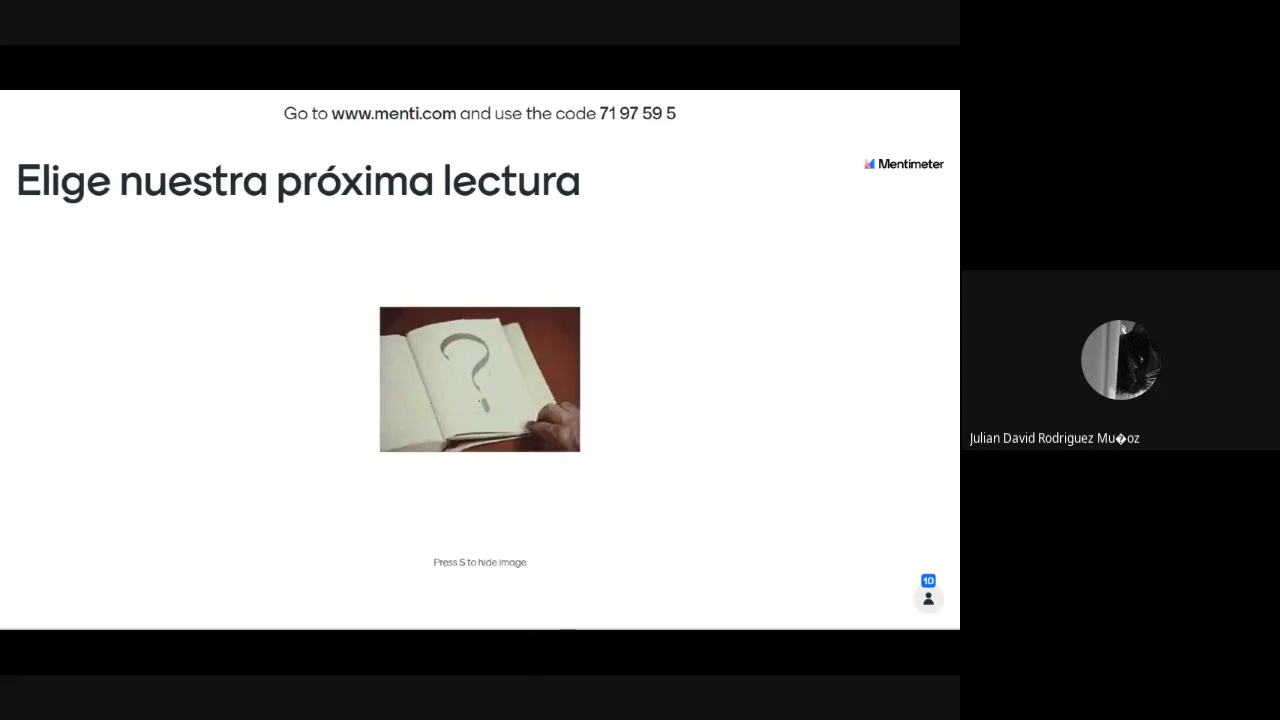 Go to www.menti.com and use the code 71 97 59 5
Mentimeter
Elige nuestra próxima lectura
?
Julian David Rodriguez Mu�oz
Press S to hide image
10